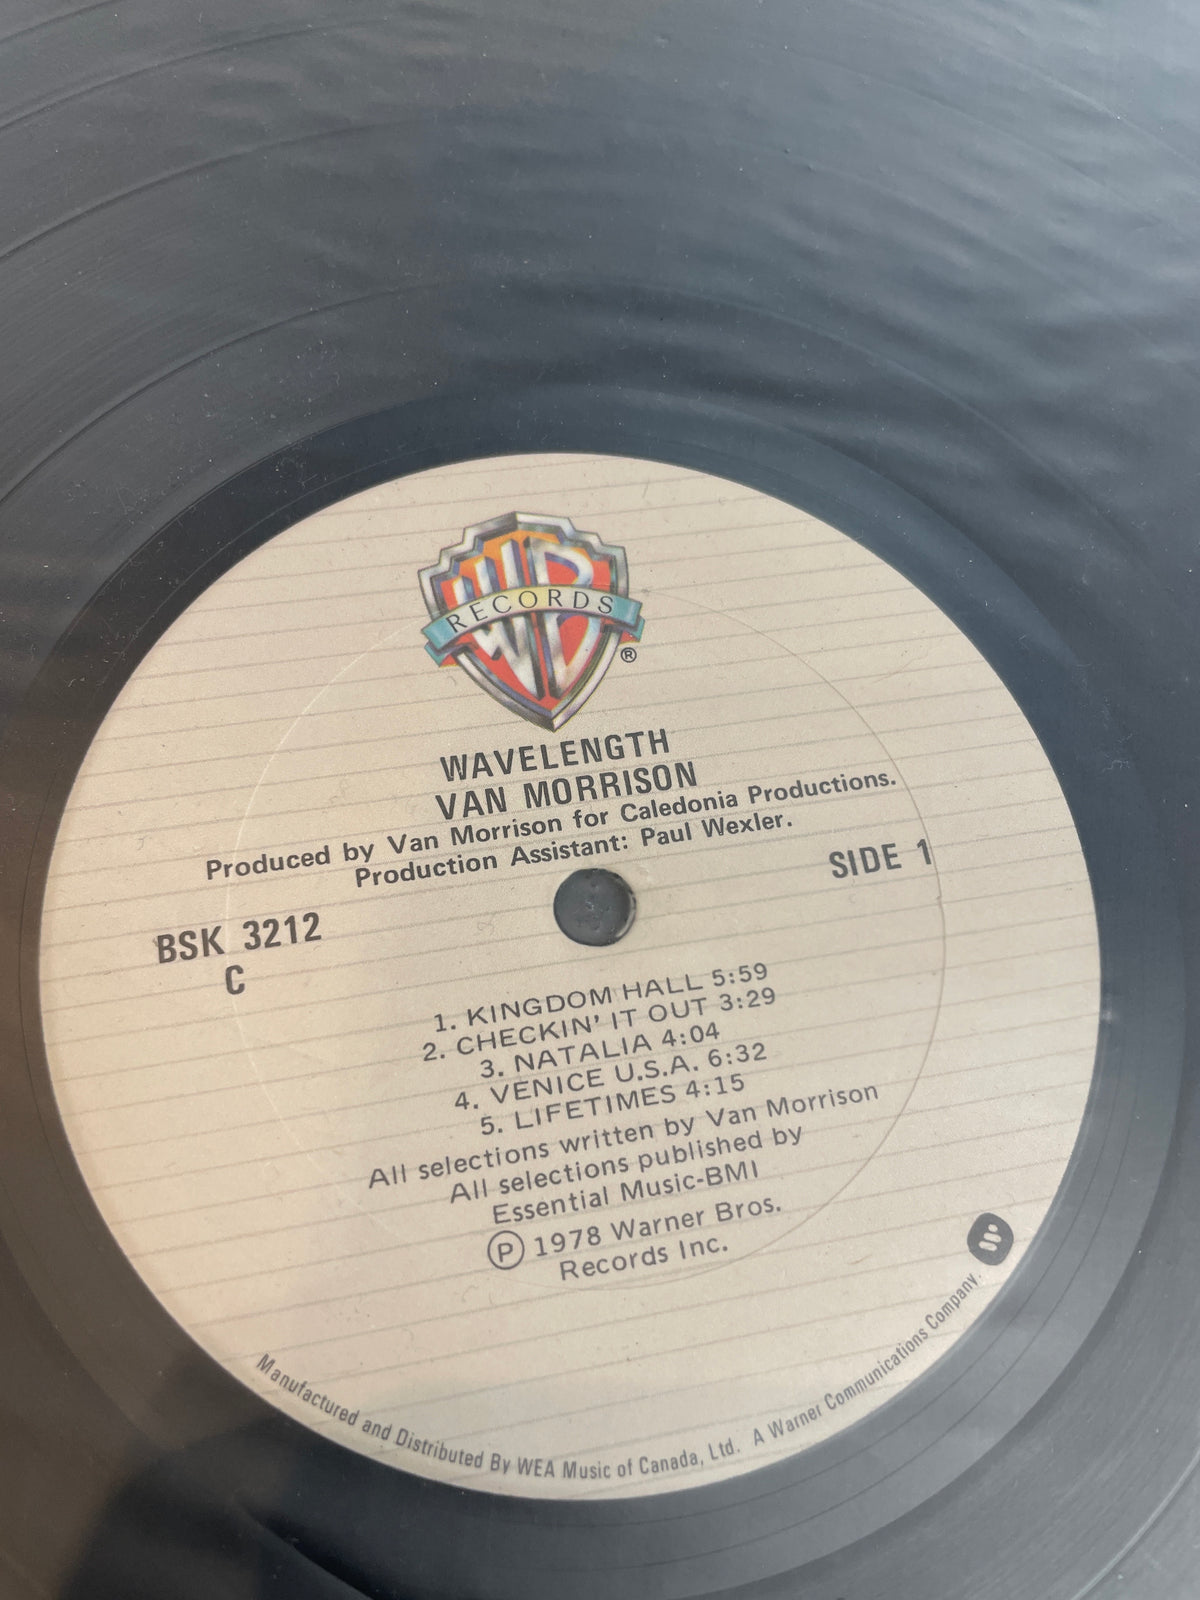 WB
RECORDS
®
WAVELENGTH
VAN MORRISON
Produced by Van Morrison for Caledonia Productions.
Production Assistant: Paul Wexler.
SIDE 1
BSK 3212
C
1. KINGDOM HALL 5:59
2. CHECKIN' IT OUT 3:29
3. NATALIA 4:04
4. VENICE U.S.A. 6:32
5. LIFETIMES 4:15
All selections written by Van Morrison
All selections published by
Essential Music-BMI
Ⓟ 1978 Warner Bros.
Records Inc.
Manufactured and Distributed By WEA Music of Canada, Ltd. A Warner Communications Company.